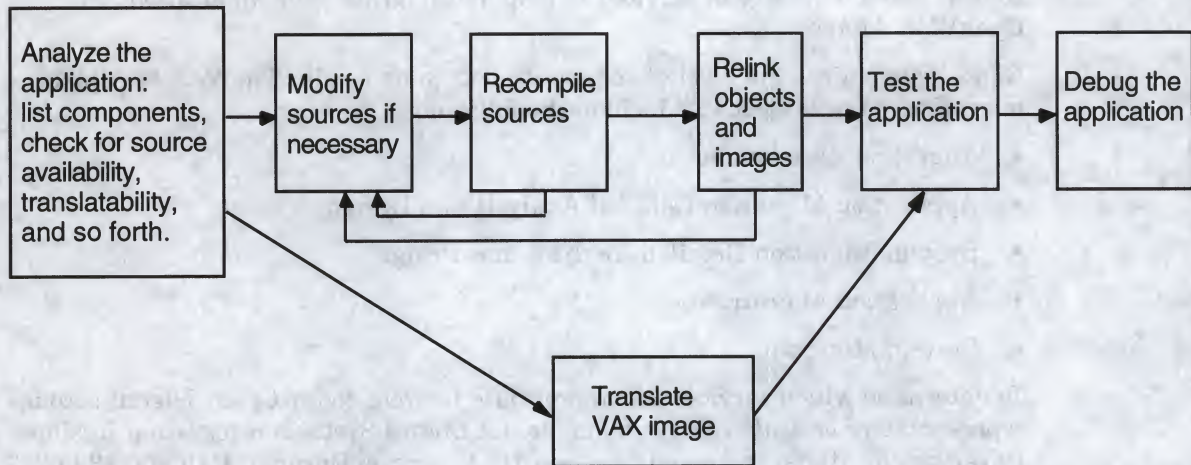 Analyze the
application:
list components,
check for source
availability,
translatability,
and so forth.
Modify
sources if
necessary
Recompile
sources
Relink
objects
and
images
Test the
application
Debug the
application
Translate
VAX image